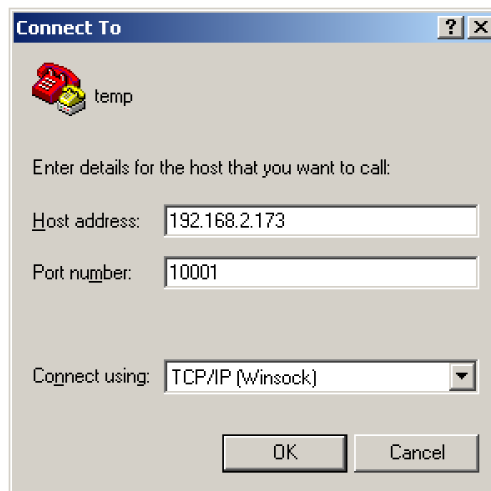 Connect To
temp
Enter details for the host that you want to call:
Host address: 192.168.2.173
Port number: 10001
Connect using: TCP/IP (Winsock)
OK Cancel